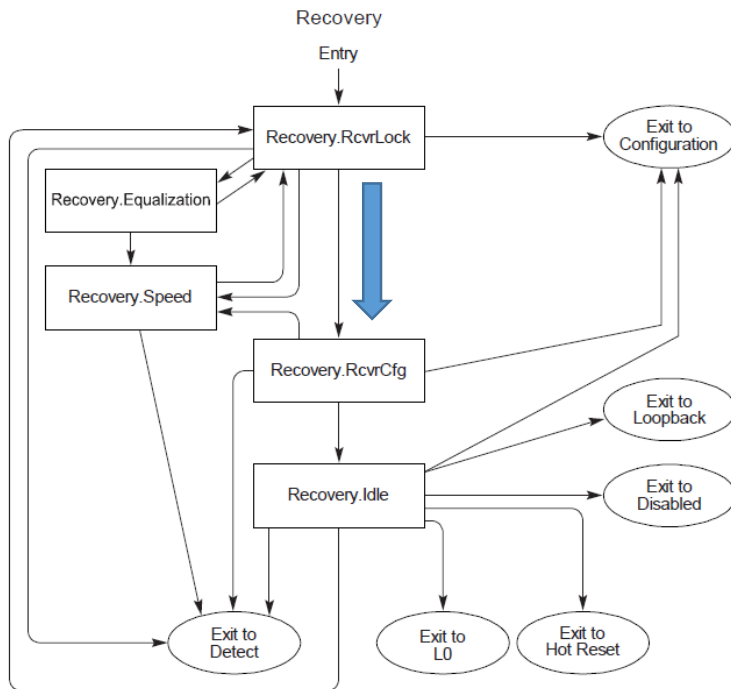 Recovery
Entry
Recovery.RcvrLock
Exit to
Configuration
Recovery.Equalization
Recovery.Speed
Recovery.RcvrCfg
Exit to
Loopback
Recovery.Idle
Exit to
Disabled
Exit to
Detect
Exit to
L0
Exit to
Hot Reset